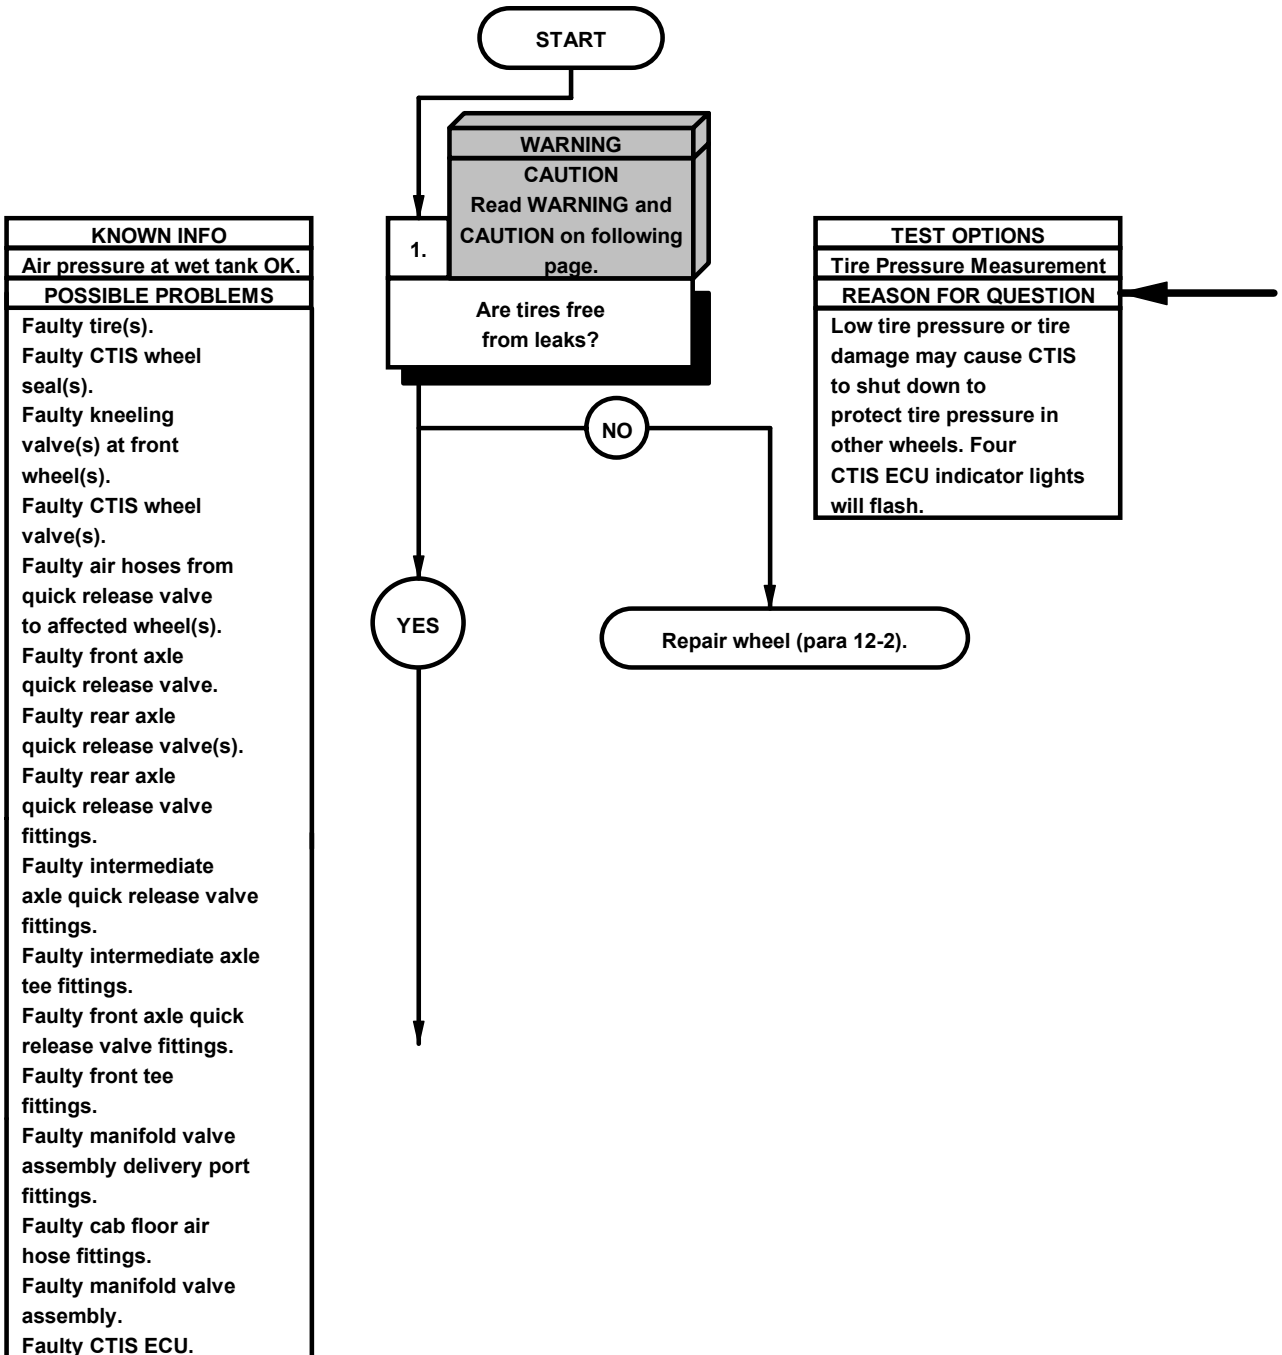 START
WARNING
CAUTION
Read WARNING and
CAUTION on following
page.
1.
Are tires free
from leaks?
NO
YES
Repair wheel (para 12-2).
KNOWN INFO
Air pressure at wet tank OK.
POSSIBLE PROBLEMS
Faulty tire(s).
Faulty CTIS wheel
seal(s).
Faulty kneeling
valve(s) at front
wheel(s).
Faulty CTIS wheel
valve(s).
Faulty air hoses from
quick release valve
to affected wheel(s).
Faulty front axle
quick release valve.
Faulty rear axle
quick release valve(s).
Faulty rear axle
quick release valve
fittings.
Faulty intermediate
axle quick release valve
fittings.
Faulty intermediate axle
tee fittings.
Faulty front axle quick
release valve fittings.
Faulty front tee
fittings.
Faulty manifold valve
assembly delivery port
fittings.
Faulty cab floor air
hose fittings.
Faulty manifold valve
assembly.
Faulty CTIS ECU.
TEST OPTIONS
Tire Pressure Measurement
REASON FOR QUESTION
Low tire pressure or tire
damage may cause CTIS
to shut down to
protect tire pressure in
other wheels. Four
CTIS ECU indicator lights
will flash.